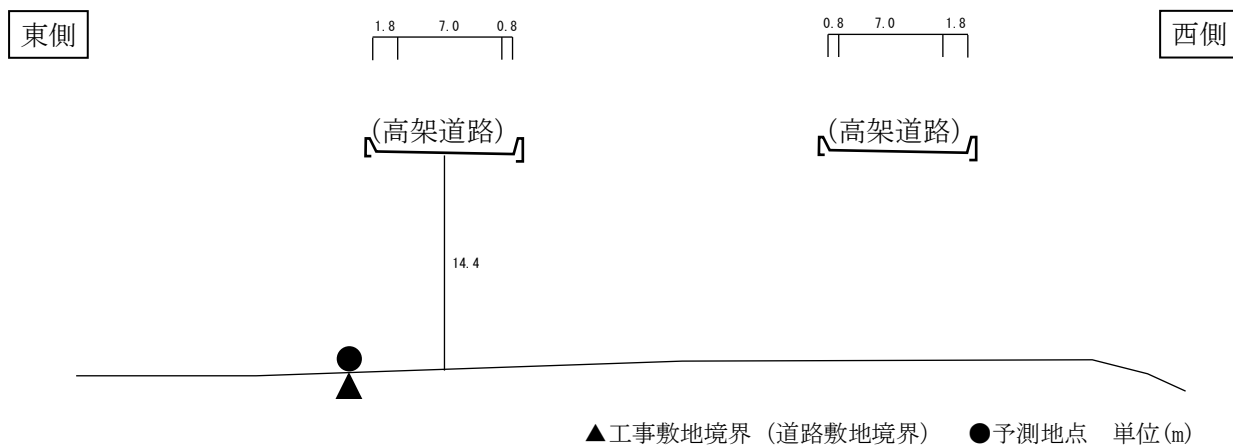 東側
1.8 7.0 0.8
0.8 7.0 1.8
西側
(高架道路)
(高架道路)
14.4
▲工事敷地境界（道路敷地境界） ●予測地点 単位(m)